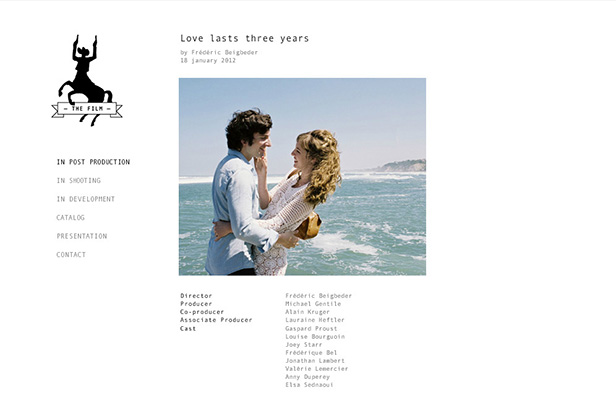 — THE FILM —
IN POST PRODUCTION
IN SHOOTING
IN DEVELOPMENT
CATALOG
PRESENTATION
CONTACT
Love lasts three years
by Frédéric Beigbeder
18 january 2012
Director Frédéric Beigbeder
Producer Michael Gentile
Co-producer Alain Kruger
Associate Producer Lauraine Heftler
Cast Gaspard Proust
Louise Bourgoin
Joey Starr
Frédérique Bel
Jonathan Lambert
Valérie Lemercier
Anny Duperey
Elsa Sednaoui